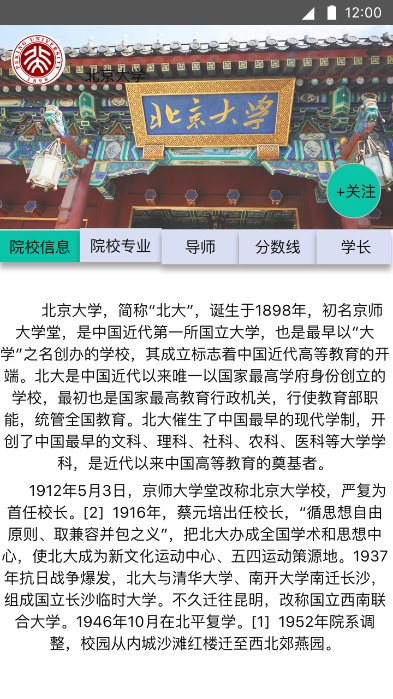 12:00
PEKING UNIVERSITY
1898
北京大学
北京大学
+关注
院校信息 院校专业 导师 分数线 学长
北京大学，简称“北大”，诞生于1898年，初名京师
大学堂，是中国近代第一所国立大学，也是最早以“大
学”之名创办的学校，其成立标志着中国近代高等教育的开
端。北大是中国近代以来唯一以国家最高学府身份创立的
学校，最初也是国家最高教育行政机关，行使教育部职
能，统管全国教育。北大催生了中国最早的现代学制，开
创了中国最早的文科、理科、社科、农科、医科等大学学
科，是近代以来中国高等教育的奠基者。
1912年5月3日，京师大学堂改称北京大学校，严复为
首任校长。[2] 1916年，蔡元培出任校长，“循思想自由
原则、取兼容并包之义”，把北大办成全国学术和思想中
心，使北大成为新文化运动中心、五四运动策源地。1937
年抗日战争爆发，北大与清华大学、南开大学南迁长沙，
组成国立长沙临时大学。不久迁往昆明，改称国立西南联
合大学。1946年10月在北平复学。[1] 1952年院系调
整，校园从内城沙滩红楼迁至西北郊燕园。